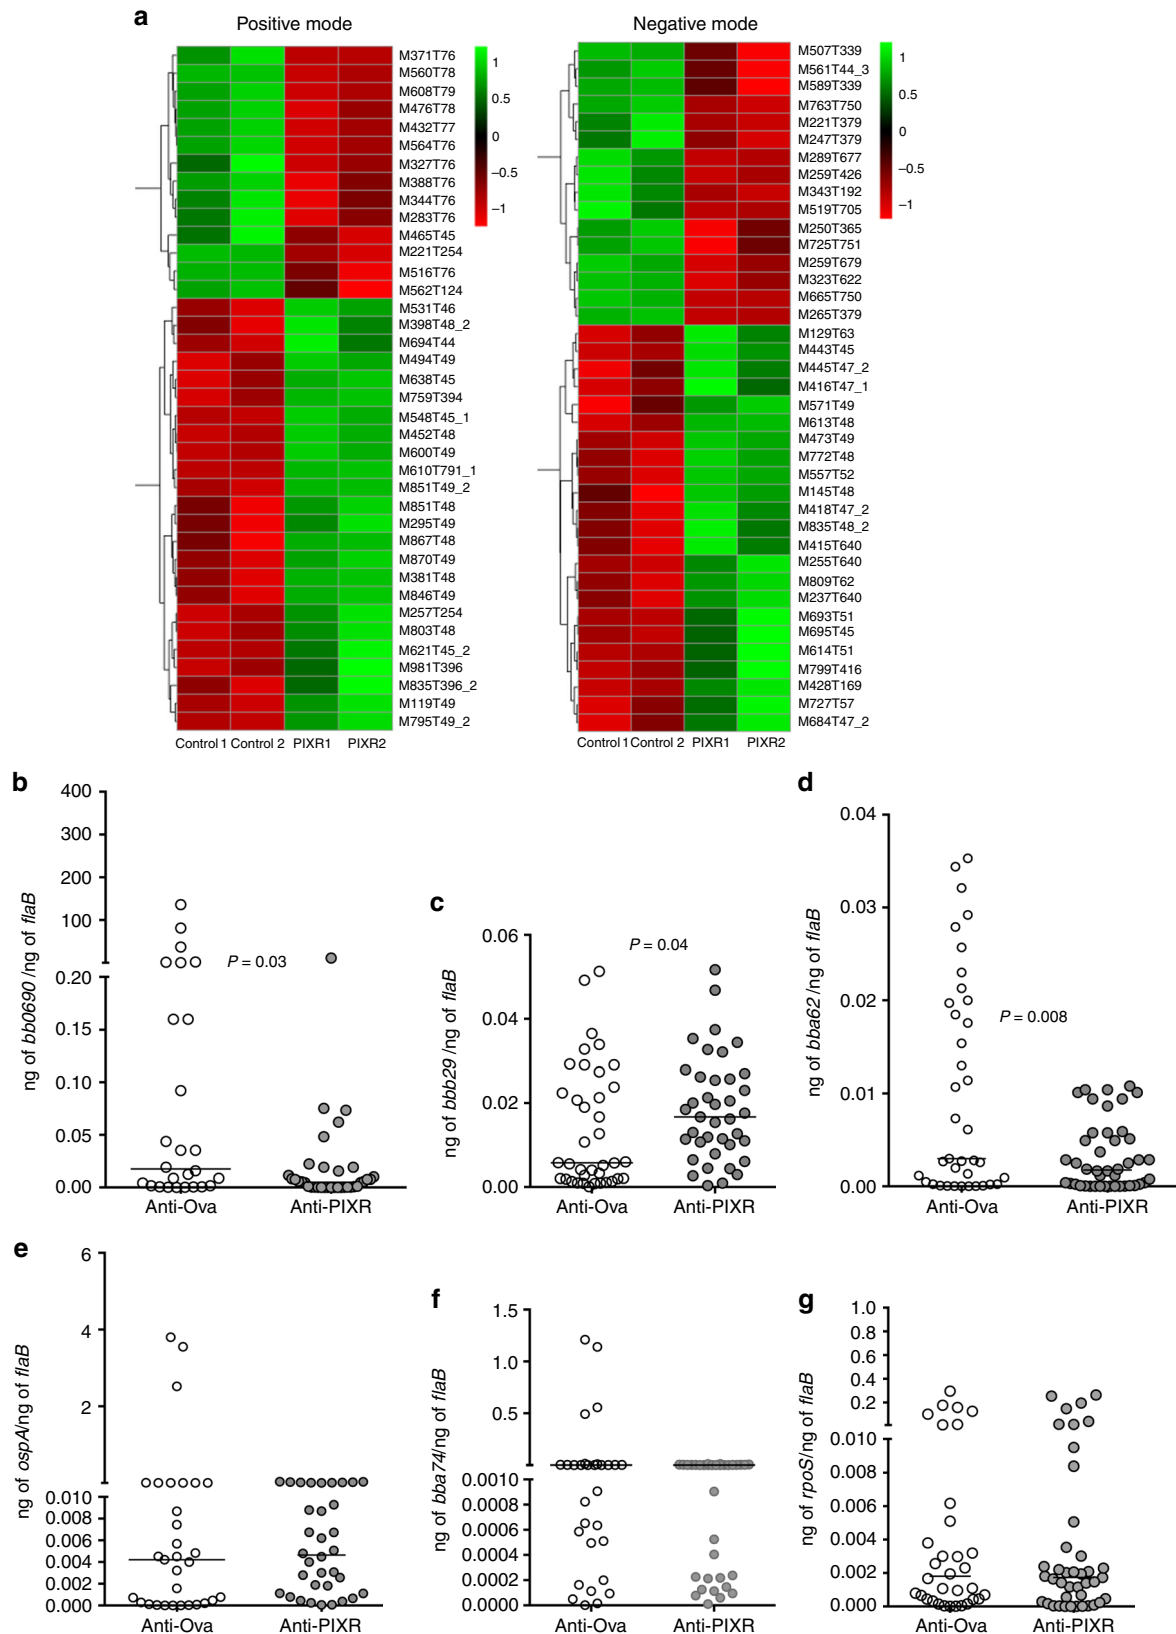 a
Positive mode
M371T76
M560T78
M608T79
M476T78
M432T77
M564T76
M327T76
M388T76
M344T76
M283T76
M465T45
M221T254
M516T76
M562T124
M531T46
M398T48_2
M694T44
M494T49
M638T45
M759T394
M548T45_1
M452T48
M600T49
M610T791_1
M851T49_2
M851T48
M295T49
M867T48
M870T49
M381T48
M846T49
M257T254
M803T48
M621T45_2
M981T396
M835T396_2
M119T49
M795T49_2
1
0.5
0
−0.5
−1
Control 1 Control 2 PIXR1 PIXR2
Negative mode
M507T339
M561T44_3
M589T339
M763T750
M221T379
M247T379
M289T677
M259T426
M343T192
M519T705
M250T365
M725T751
M259T679
M323T622
M665T750
M265T379
M129T63
M443T45
M445T47_2
M416T47_1
M571T49
M613T48
M473T49
M772T48
M557T52
M145T48
M418T47_2
M835T48_2
M415T640
M255T640
M809T62
M237T640
M693T51
M695T45
M614T51
M799T416
M428T169
M727T57
M684T47_2
1
0.5
0
−0.5
−1
Control 1 Control 2 PIXR1 PIXR2
b
ng of bb0690 /ng of flaB
400
300
200
100
0.20
0.15
0.10
0.05
0.00
P = 0.03
Anti-Ova Anti-PIXR
c
ng of bbb29 /ng of flaB
0.06
0.04
0.02
0.00
P = 0.04
Anti-Ova Anti-PIXR
d
ng of bba62 /ng of flaB
0.04
0.03
0.02
0.01
0.00
P = 0.008
Anti-Ova Anti-PIXR
e
ng of ospA/ng of flaB
6
4
2
0.010
0.008
0.006
0.004
0.002
0.000
Anti-Ova Anti-PIXR
f
ng of bba74/ng of flaB
1.5
1.0
0.5
0.0010
0.0008
0.0006
0.0004
0.0002
0.0000
Anti-Ova Anti-PIXR
g
ng of rpoS/ng of flaB
1.0
0.8
0.6
0.4
0.2
0.010
0.008
0.006
0.004
0.002
0.000
Anti-Ova Anti-PIXR